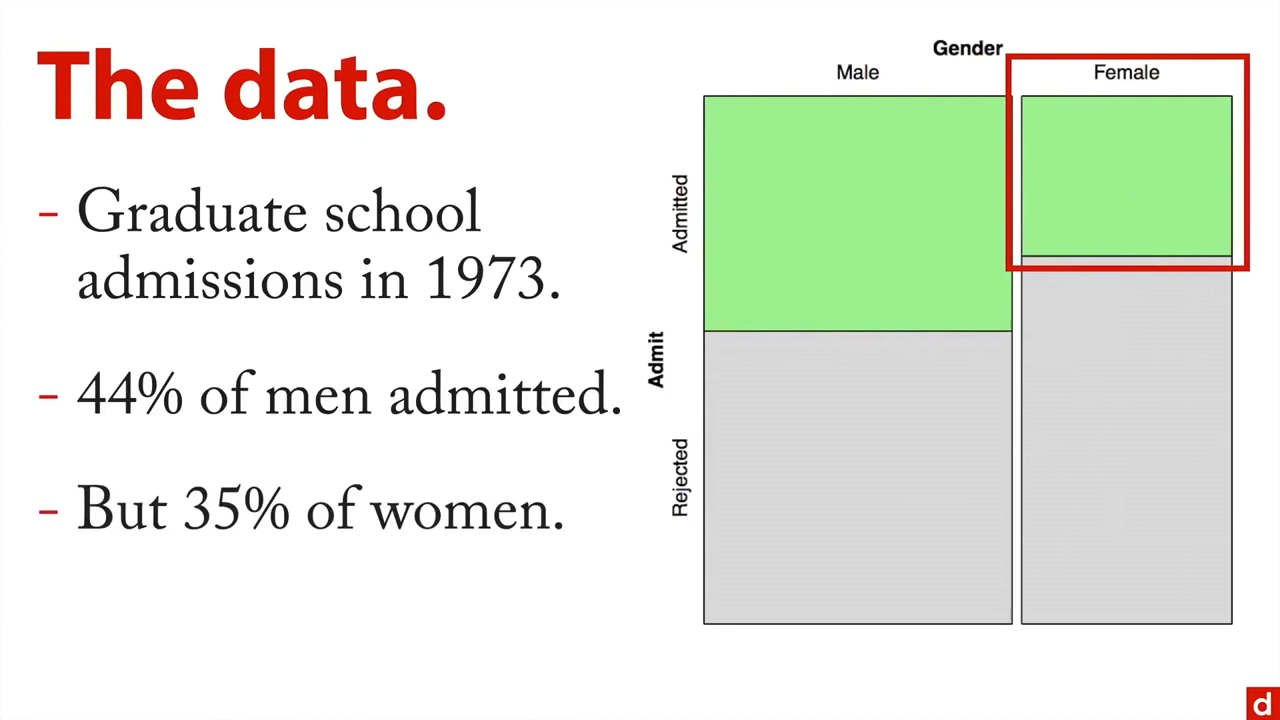 The data.
- Graduate school
admissions in 1973.
- 44% of men admitted.
- But 35% of women.
Gender
Male
Female
Admitted
Admit
Rejected
d